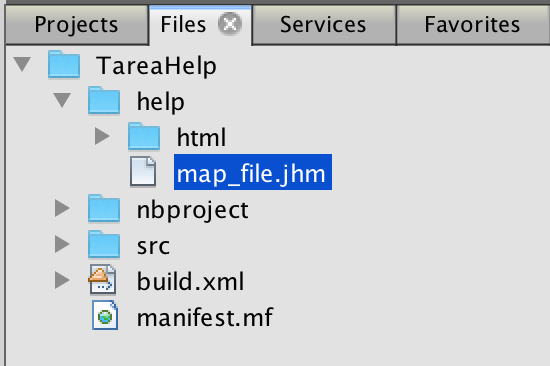 Projects Files Services Favorites
TareaHelp
help
html
map_file.jhm
nbproject
src
build.xml
manifest.mf